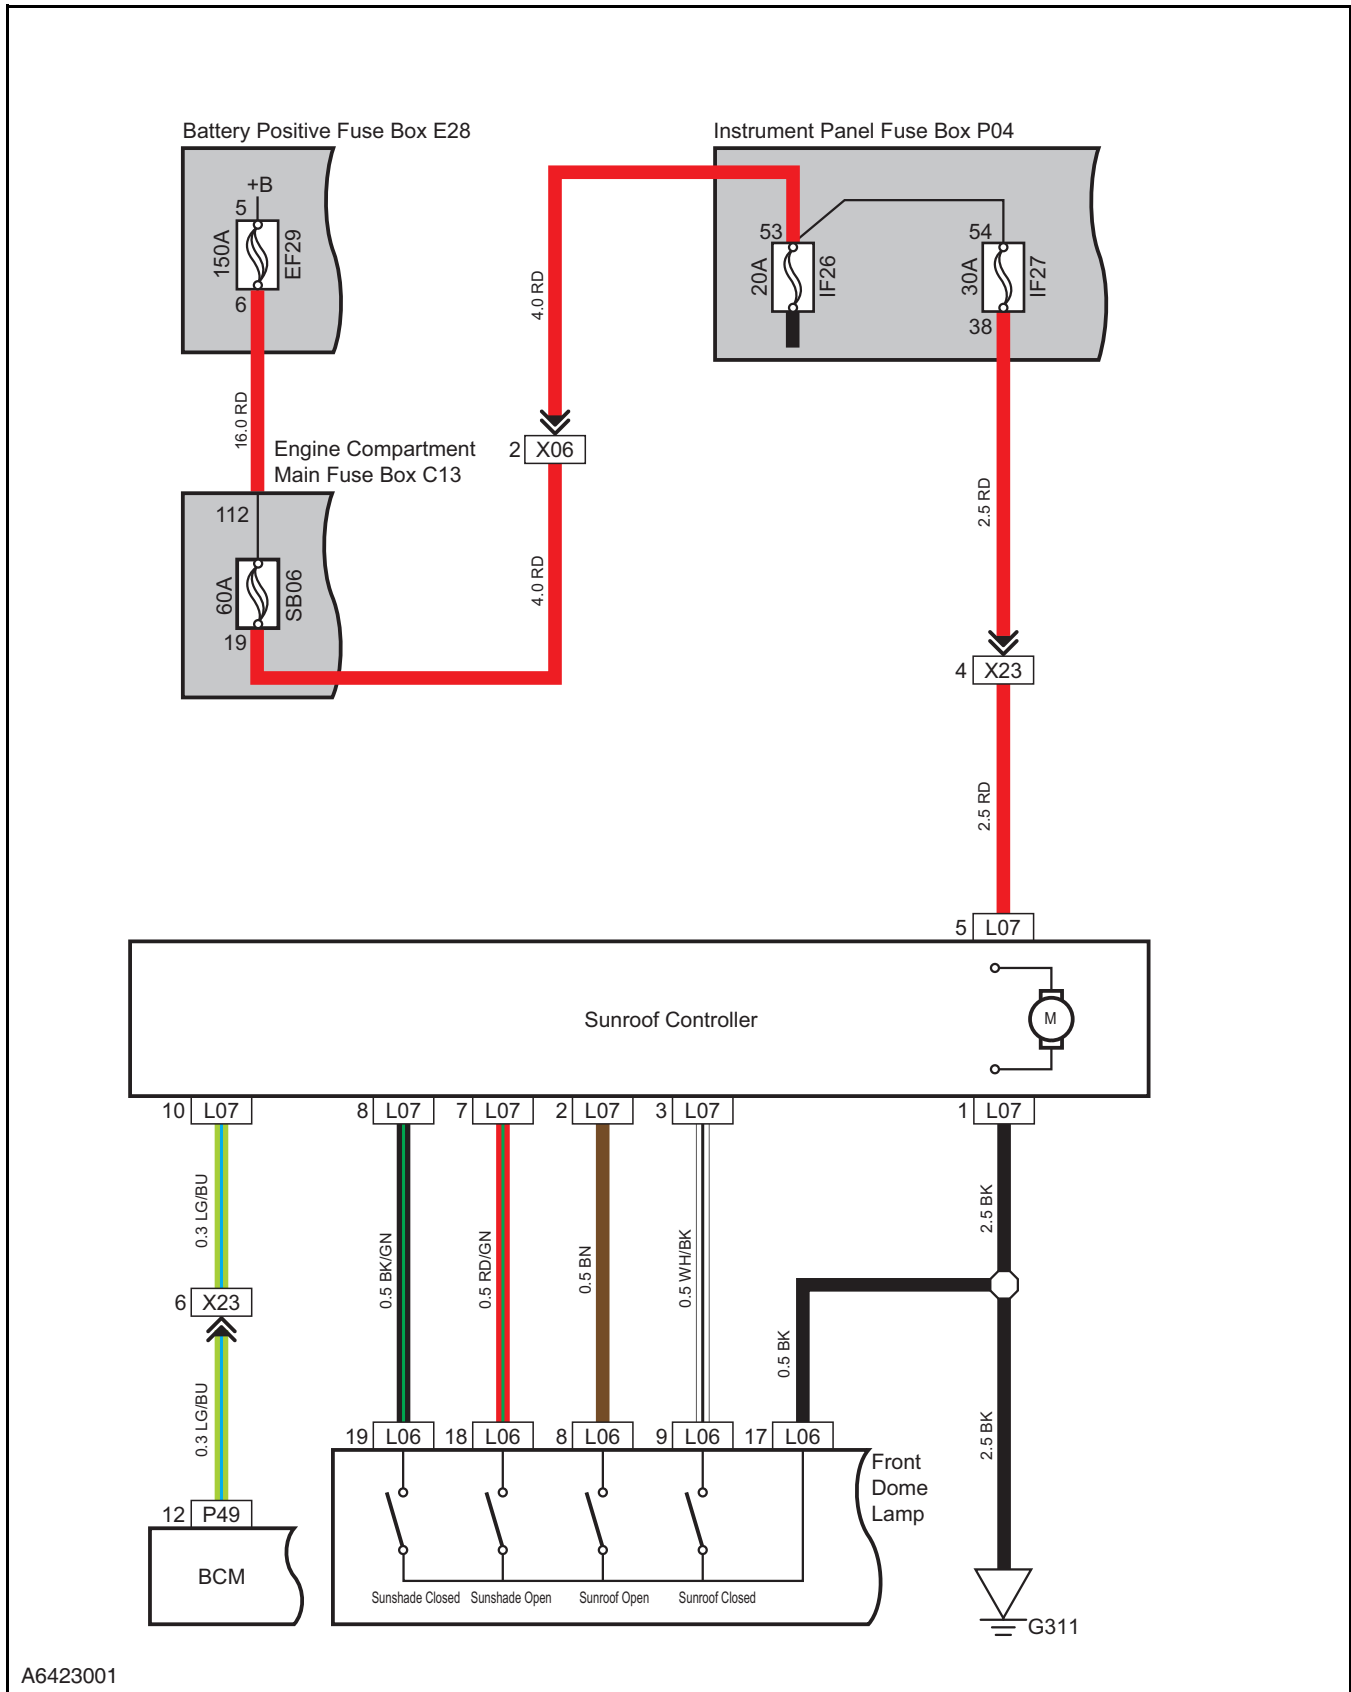 Battery Positive Fuse Box E28
Instrument Panel Fuse Box P04
+B
5
150A
EF29
6
53
20A
IF26
54
30A
IF27
38
4.0 RD
16.0 RD
Engine Compartment
Main Fuse Box C13
2 X06
112
60A
SB06
19
4.0 RD
2.5 RD
4 X23
2.5 RD
5 L07
Sunroof Controller
M
10 L07
8 L07
7 L07
2 L07
3 L07
1 L07
0.3 LG/BU
0.5 BK/GN
0.5 RD/GN
0.5 BN
0.5 WH/BK
2.5 BK
6 X23
0.5 BK
0.3 LG/BU
2.5 BK
19 L06
18 L06
8 L06
9 L06
17 L06
Front
Dome
Lamp
12 P49
BCM
Sunshade Closed
Sunshade Open
Sunroof Open
Sunroof Closed
G311
A6423001